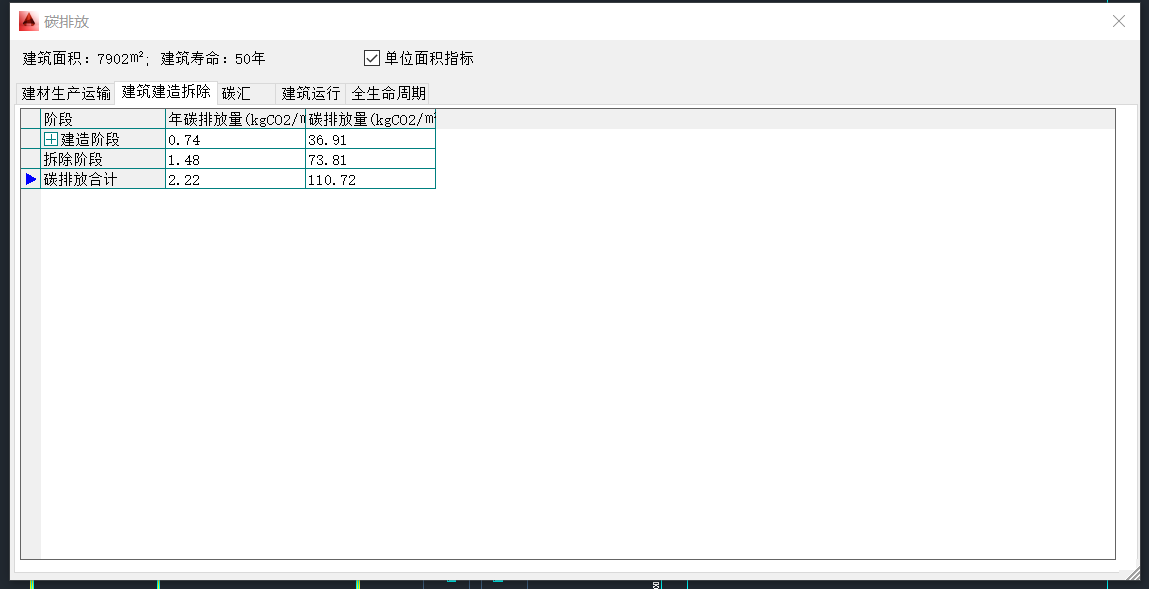 碳排放
建筑面积：7902㎡；建筑寿命：50年 单位面积指标
建材生产运输 建筑建造拆除 碳汇 建筑运行 全生命周期
阶段 年碳排放量(kgCO2/ 碳排放量(kgCO2/㎡
建造阶段 0.74 36.91
拆除阶段 1.48 73.81
碳排放合计 2.22 110.72